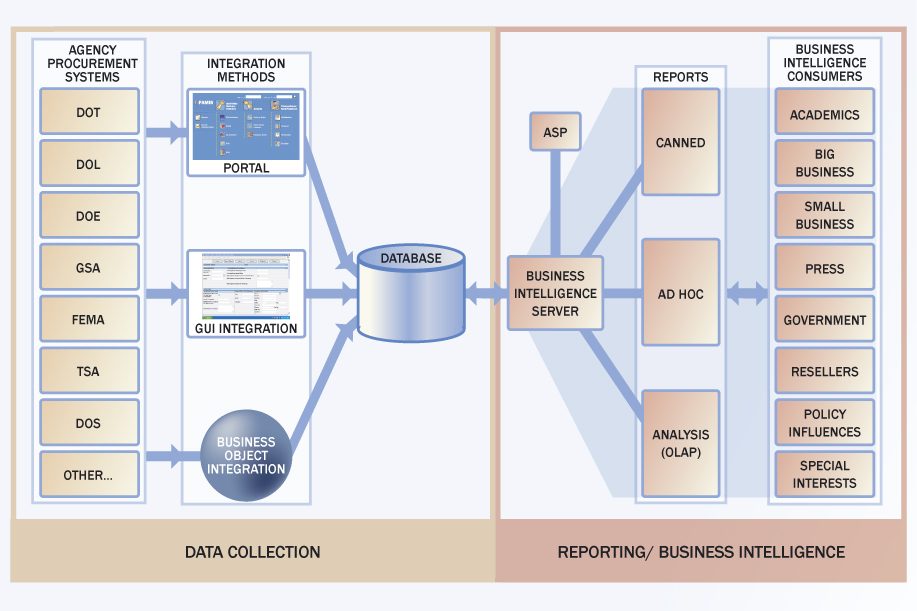 AGENCY
PROCUREMENT
SYSTEMS
DOT
DOL
DOE
GSA
FEMA
TSA
DOS
OTHER...
INTEGRATION
METHODS
PORTAL
GUI INTEGRATION
BUSINESS
OBJECT
INTEGRATION
DATABASE
ASP
BUSINESS
INTELLIGENCE
SERVER
REPORTS
CANNED
AD HOC
ANALYSIS
(OLAP)
BUSINESS
INTELLIGENCE
CONSUMERS
ACADEMICS
BIG
BUSINESS
SMALL
BUSINESS
PRESS
GOVERNMENT
RESELLERS
POLICY
INFLUENCES
SPECIAL
INTERESTS
DATA COLLECTION
REPORTING/ BUSINESS INTELLIGENCE